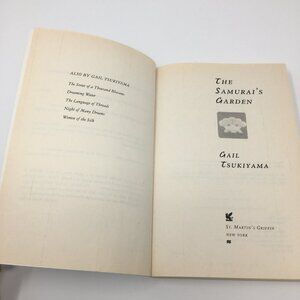 ALSO BY GAIL TSUKIYAMA
The Street of a Thousand Blossoms
Dreaming Water
The Language of Threads
Night of Many Dreams
Women of the Silk
THE
SAMURAI'S
GARDEN
GAIL
TSUKIYAMA
ST. MARTIN'S GRIFFIN
NEW YORK